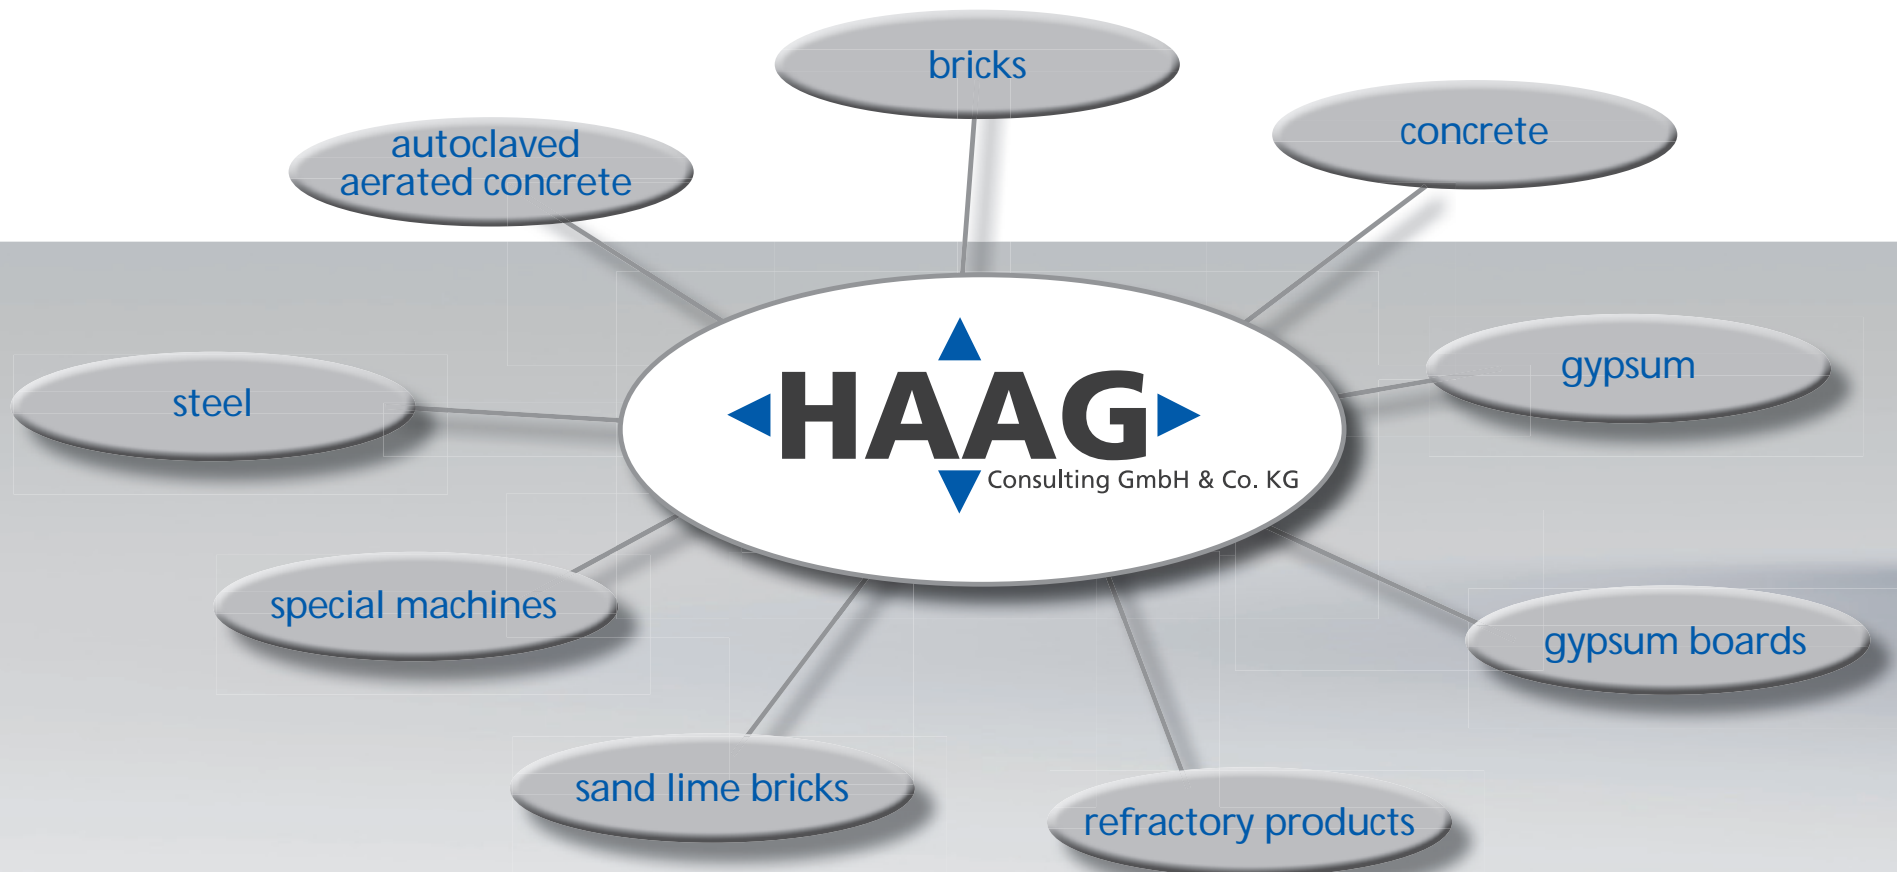 bricks
concrete
autoclaved
aerated concrete
gypsum
steel
HAAG
Consulting GmbH & Co. KG
special machines
gypsum boards
sand lime bricks
refractory products